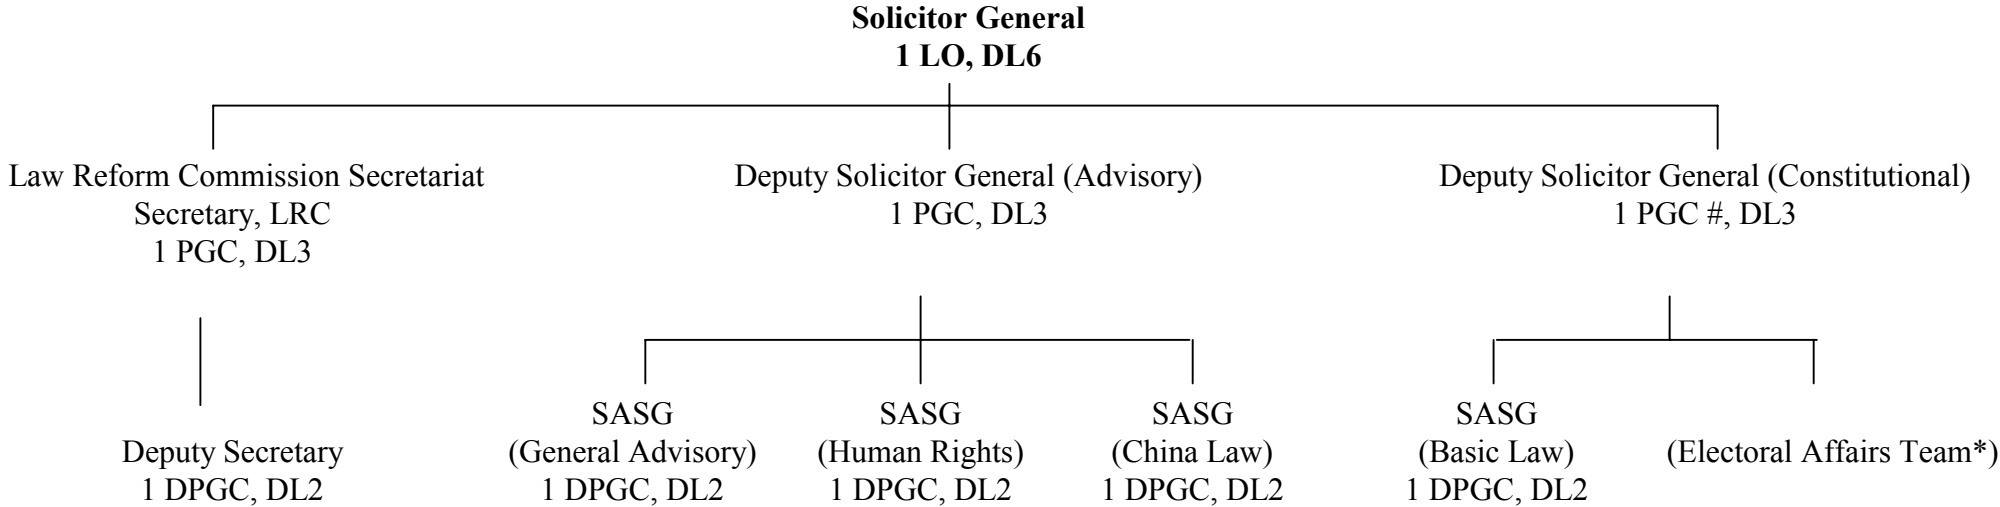 Solicitor General
1 LO, DL6
Law Reform Commission Secretariat
Secretary, LRC
1 PGC, DL3
Deputy Solicitor General (Advisory)
1 PGC, DL3
Deputy Solicitor General (Constitutional)
1 PGC #, DL3
Deputy Secretary
1 DPGC, DL2
SASG
(General Advisory)
1 DPGC, DL2
SASG
(Human Rights)
1 DPGC, DL2
SASG
(China Law)
1 DPGC, DL2
SASG
(Basic Law)
1 DPGC, DL2
(Electoral Affairs Team*)